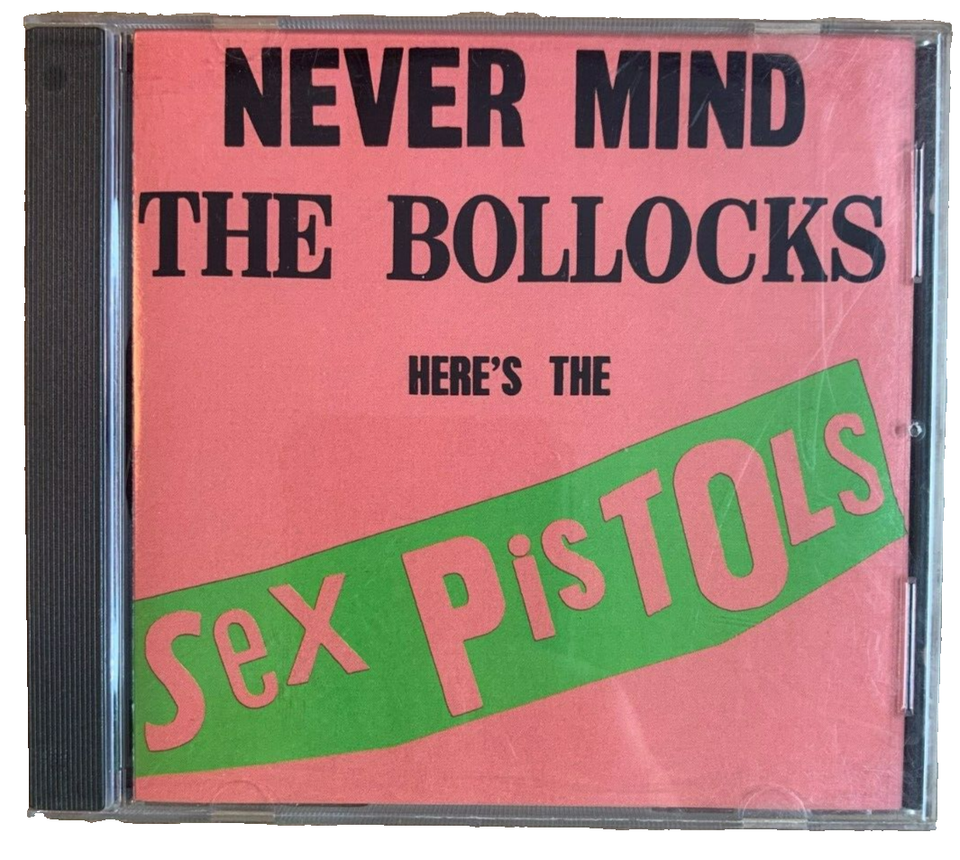 NEVER MIND
THE BOLLOCKS
HERE'S THE
Sex PiSTOLS